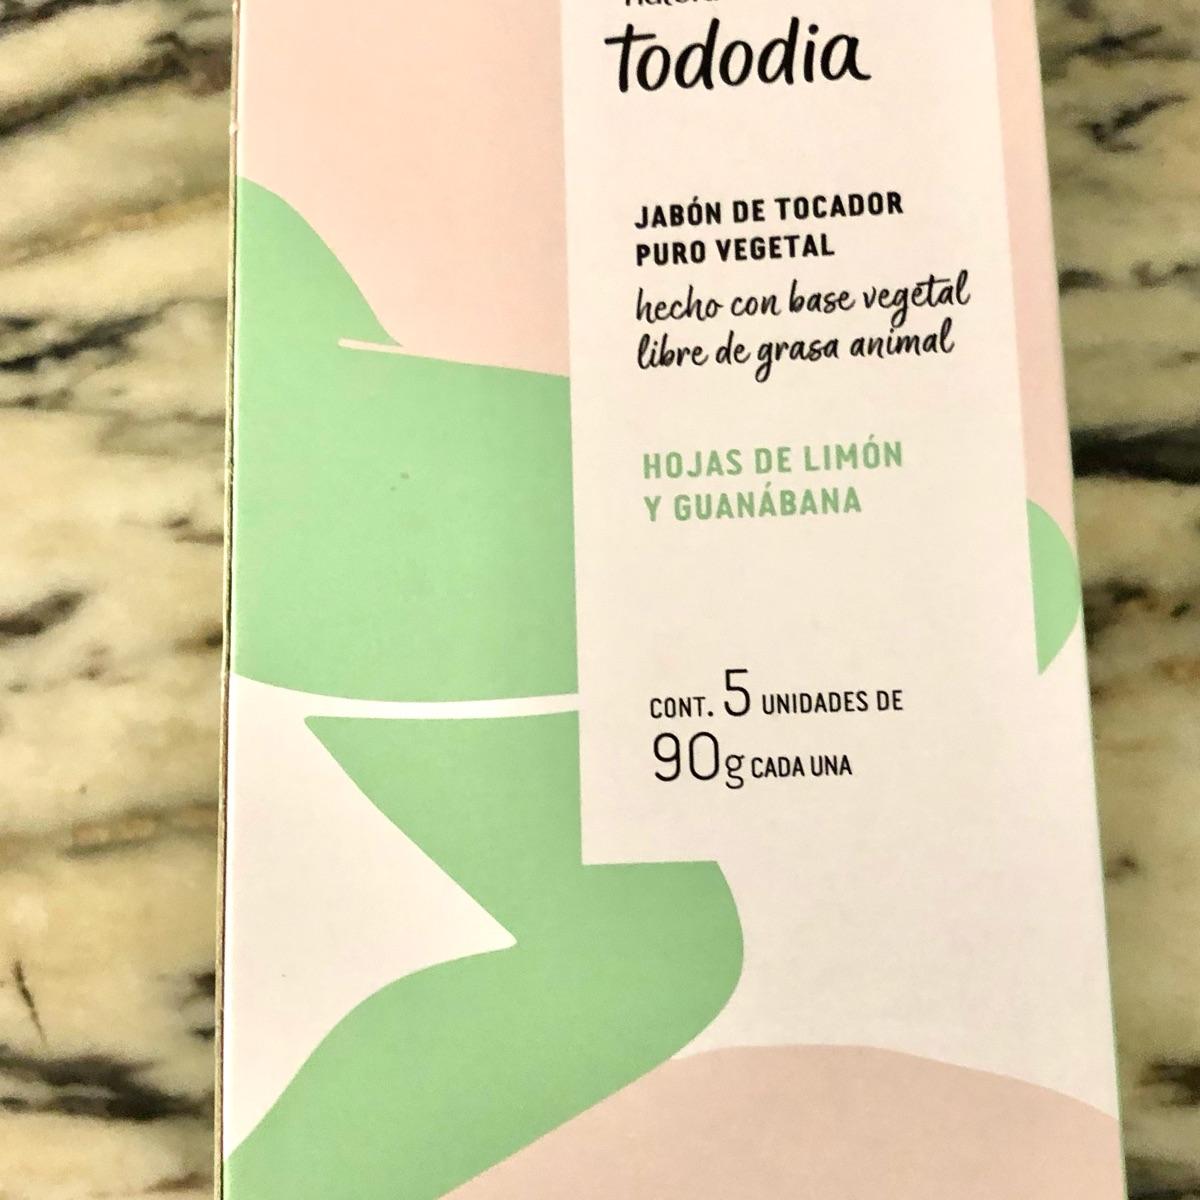 tododia
JABÓN DE TOCADOR
PURO VEGETAL
hecho con base vegetal
libre de grasa animal
HOJAS DE LIMÓN
Y GUANÁBANA
CONT. 5 UNIDADES DE
90g CADA UNA